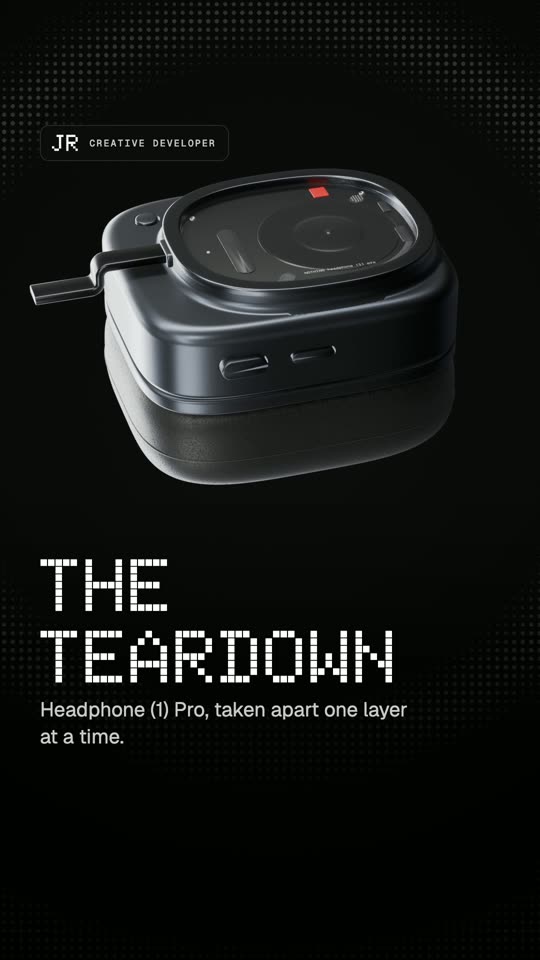 JR CREATIVE DEVELOPER
THE
TEARDOWN
Headphone (1) Pro, taken apart one layer
at a time.